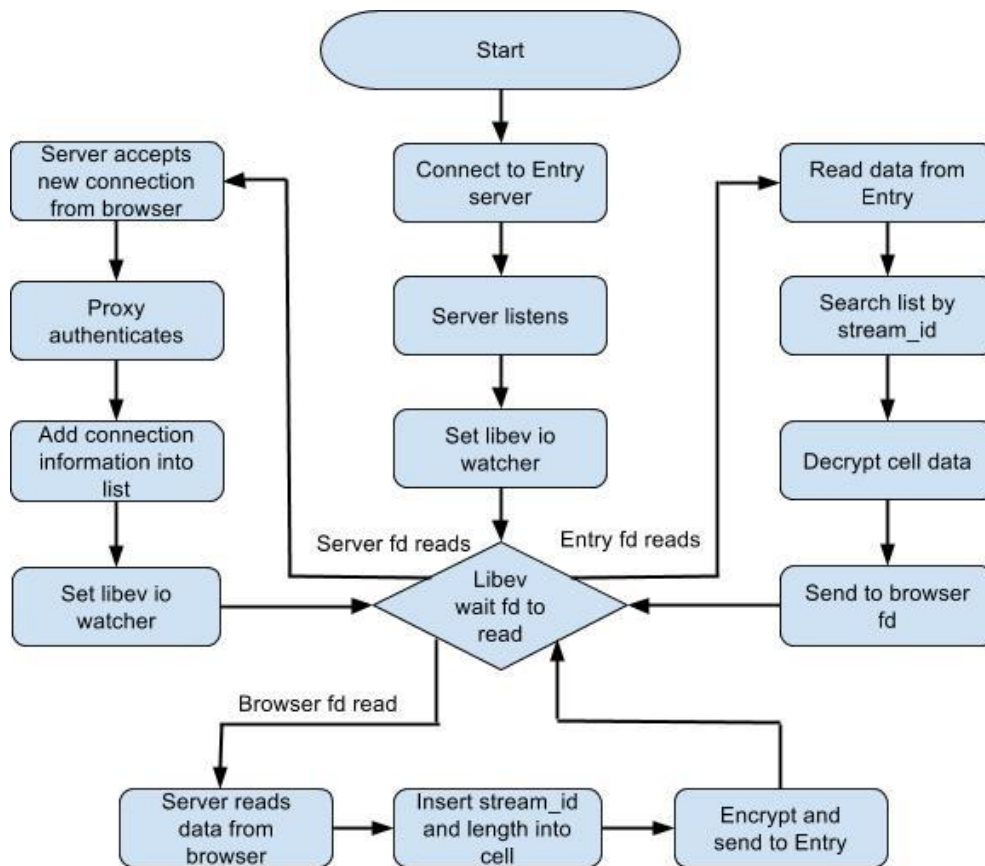 Start
Connect to Entry
server
Server listens
Set libev io
watcher
Libev
wait fd to
read
Server fd reads
Server accepts
new connection
from browser
Proxy
authenticates
Add connection
information into
list
Set libev io
watcher
Entry fd reads
Read data from
Entry
Search list by
stream_id
Decrypt cell data
Send to browser
fd
Browser fd read
Server reads
data from
browser
Insert stream_id
and length into
cell
Encrypt and
send to Entry